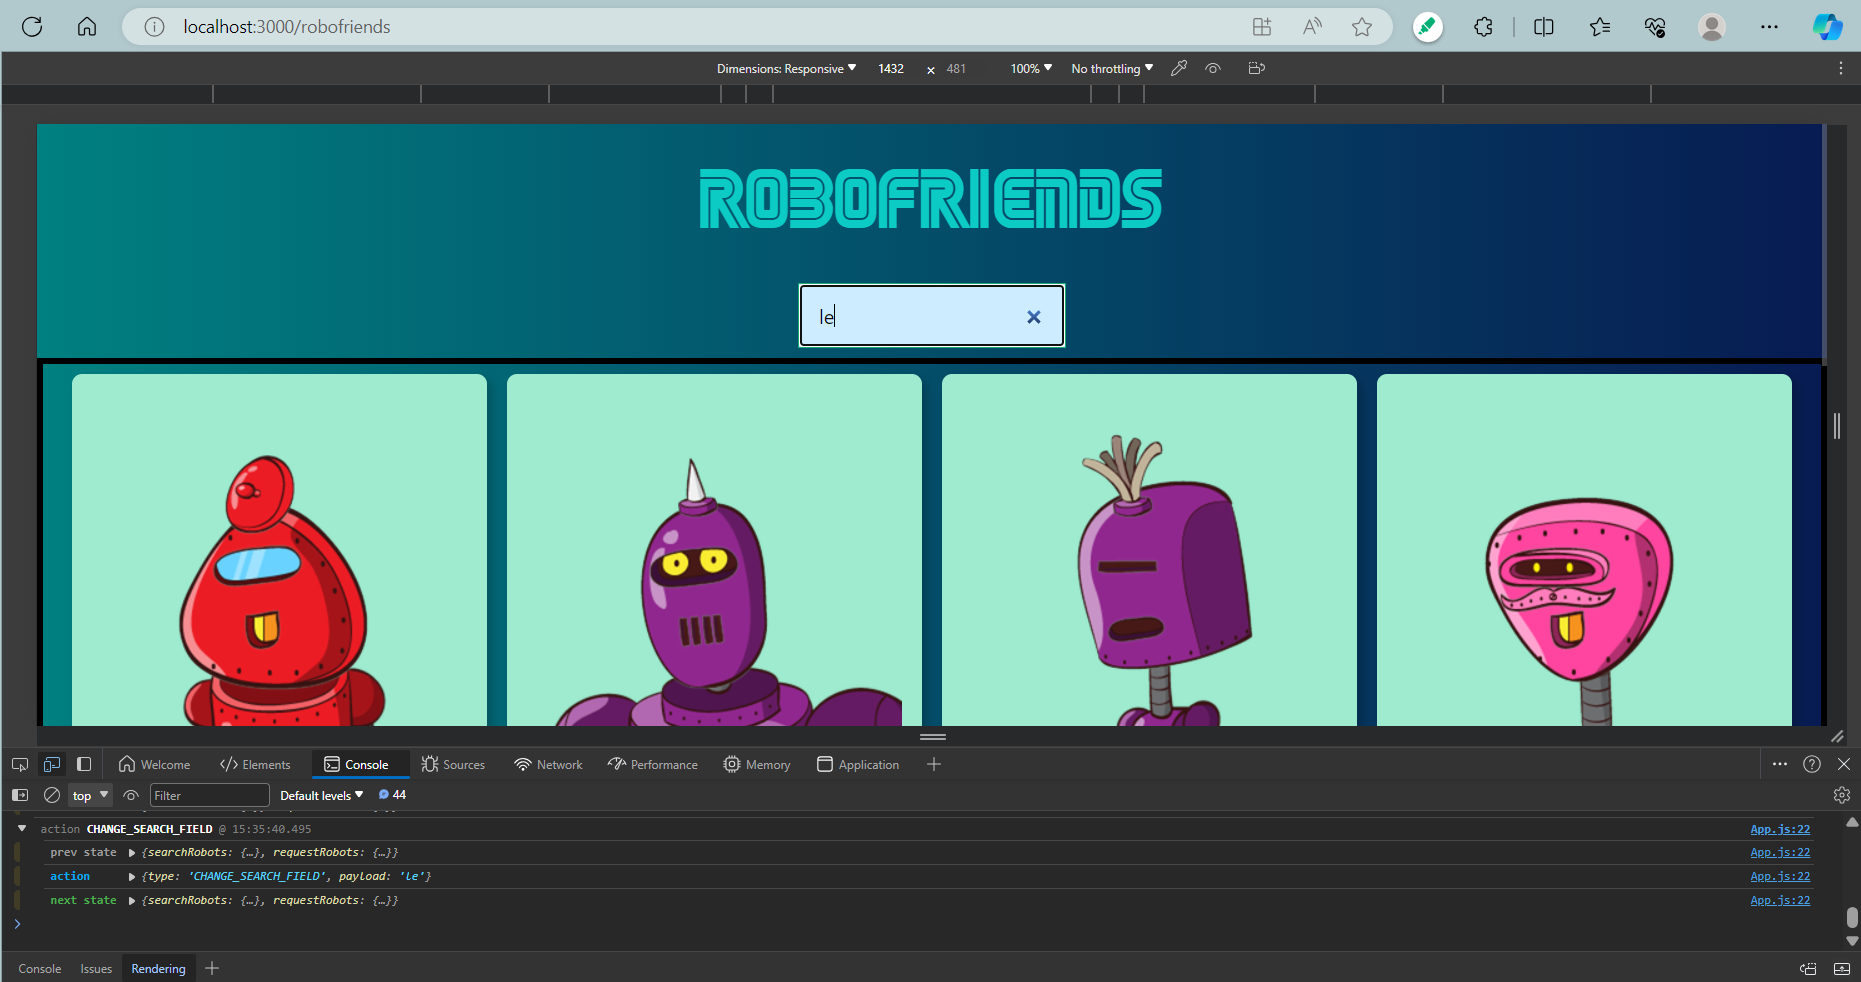 localhost:3000/robofriends
Dimensions: Responsive 1432 x 481 100% No throttling
ROBOFRIENDS
le
Welcome Elements Console Sources Network Performance Memory Application
top Filter Default levels 44
action CHANGE_SEARCH_FIELD @ 15:35:40.495 App.js:22
prev state {searchRobots: {…}, requestRobots: {…}} App.js:22
action {type: 'CHANGE_SEARCH_FIELD', payload: 'le'} App.js:22
next state {searchRobots: {…}, requestRobots: {…}} App.js:22
Console Issues Rendering